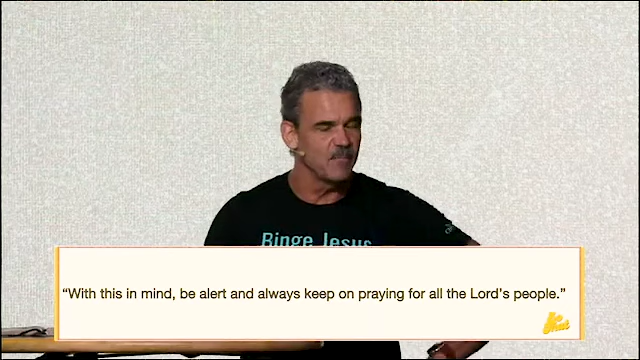 Binge Jesus
“With this in mind, be alert and always keep on praying for all the Lord’s people.”